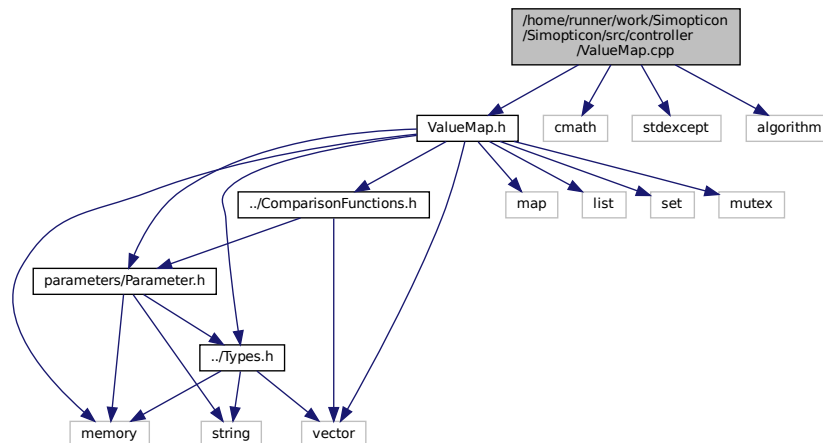 /home/runner/work/Simopticon
/Simopticon/src/controller
/ValueMap.cpp
ValueMap.h
cmath
stdexcept
algorithm
../ComparisonFunctions.h
map
list
set
mutex
parameters/Parameter.h
../Types.h
memory
string
vector